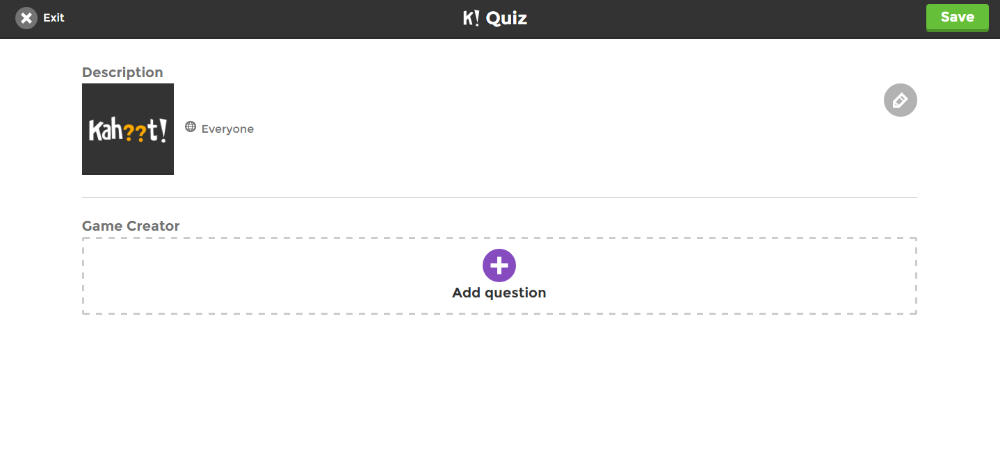 Exit
K! Quiz
Save
Description
Kah??t!
Everyone
Game Creator
Add question